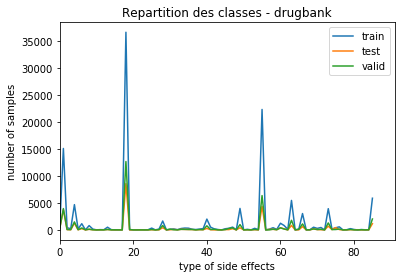 Repartition des classes - drugbank
train
test
valid
number of samples
35000
30000
25000
20000
15000
10000
5000
0
0 20 40 60 80
type of side effects